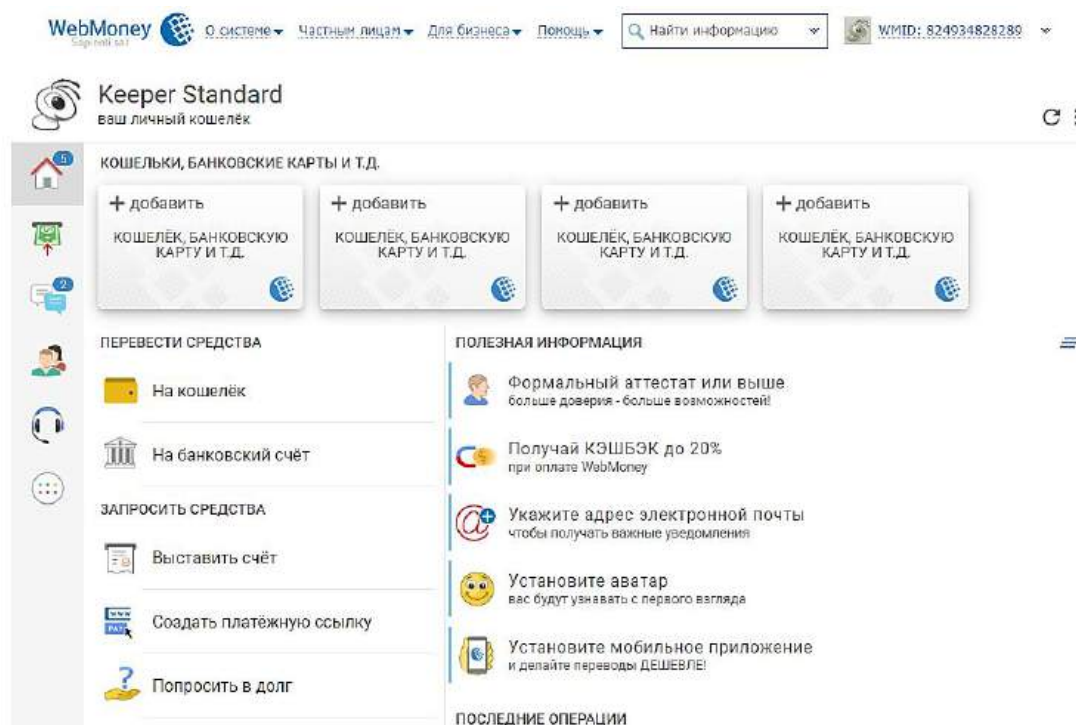 WebMoney
О системе Частным лицам Для бизнеса Помощь Найти информацию WMID: 824934828289
Keeper Standard
ваш личный кошелёк
5
КОШЕЛЬКИ, БАНКОВСКИЕ КАРТЫ И Т.Д.
+ добавить
КОШЕЛЁК, БАНКОВСКУЮ
КАРТУ И Т.Д.
+ добавить
КОШЕЛЁК, БАНКОВСКУЮ
КАРТУ И Т.Д.
+ добавить
КОШЕЛЁК, БАНКОВСКУЮ
КАРТУ И Т.Д.
+ добавить
КОШЕЛЁК, БАНКОВСКУЮ
КАРТУ И Т.Д.
2
ПЕРЕВЕСТИ СРЕДСТВА
На кошелёк
На банковский счёт
ЗАПРОСИТЬ СРЕДСТВА
Выставить счёт
WWW
PAY
Создать платёжную ссылку
Попросить в долг
ПОЛЕЗНАЯ ИНФОРМАЦИЯ
Формальный аттестат или выше
больше доверия - больше возможностей!
Получай КЭШБЭК до 20%
при оплате WebMoney
Укажите адрес электронной почты
чтобы получать важные уведомления
Установите аватар
вас будут узнавать с первого взгляда
Установите мобильное приложение
и делайте переводы ДЕШЕВЛЕ!
ПОСЛЕДНИЕ ОПЕРАЦИИ